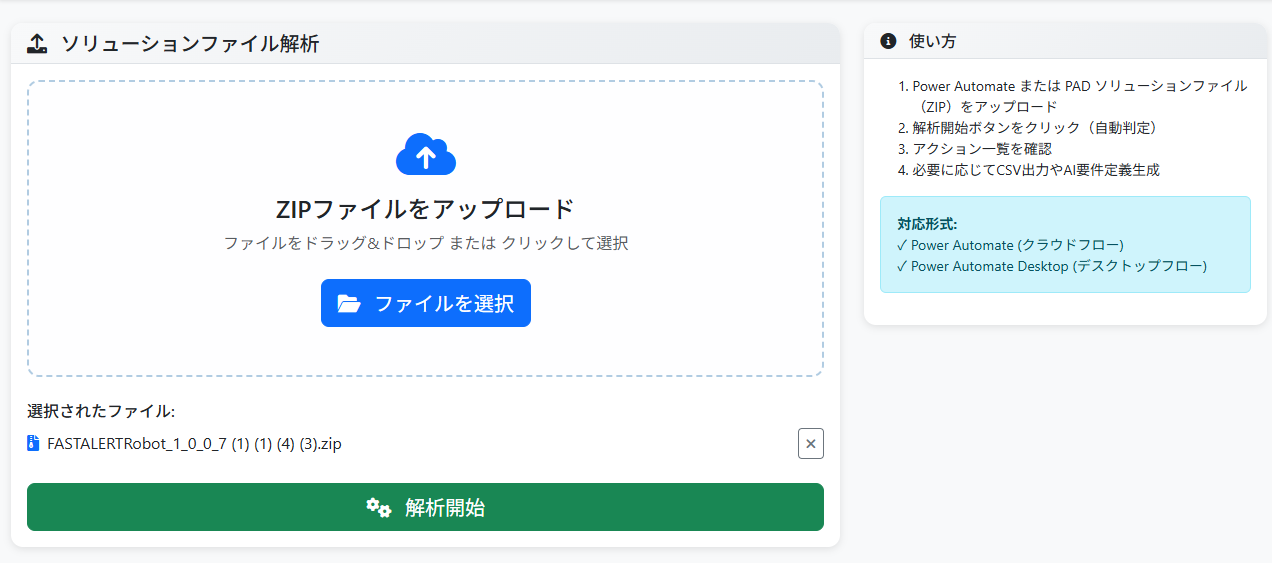 ソリューションファイル解析
ZIPファイルをアップロード
ファイルをドラッグ&ドロップ または クリックして選択
ファイルを選択
選択されたファイル:
FASTALERTRobot_1_0_0_7 (1) (1) (4) (3).zip
解析開始
使い方
1. Power Automate または PAD ソリューションファイル
（ZIP）をアップロード
2. 解析開始ボタンをクリック（自動判定）
3. アクション一覧を確認
4. 必要に応じてCSV出力やAI要件定義生成
対応形式:
✓ Power Automate (クラウドフロー)
✓ Power Automate Desktop (デスクトップフロー)